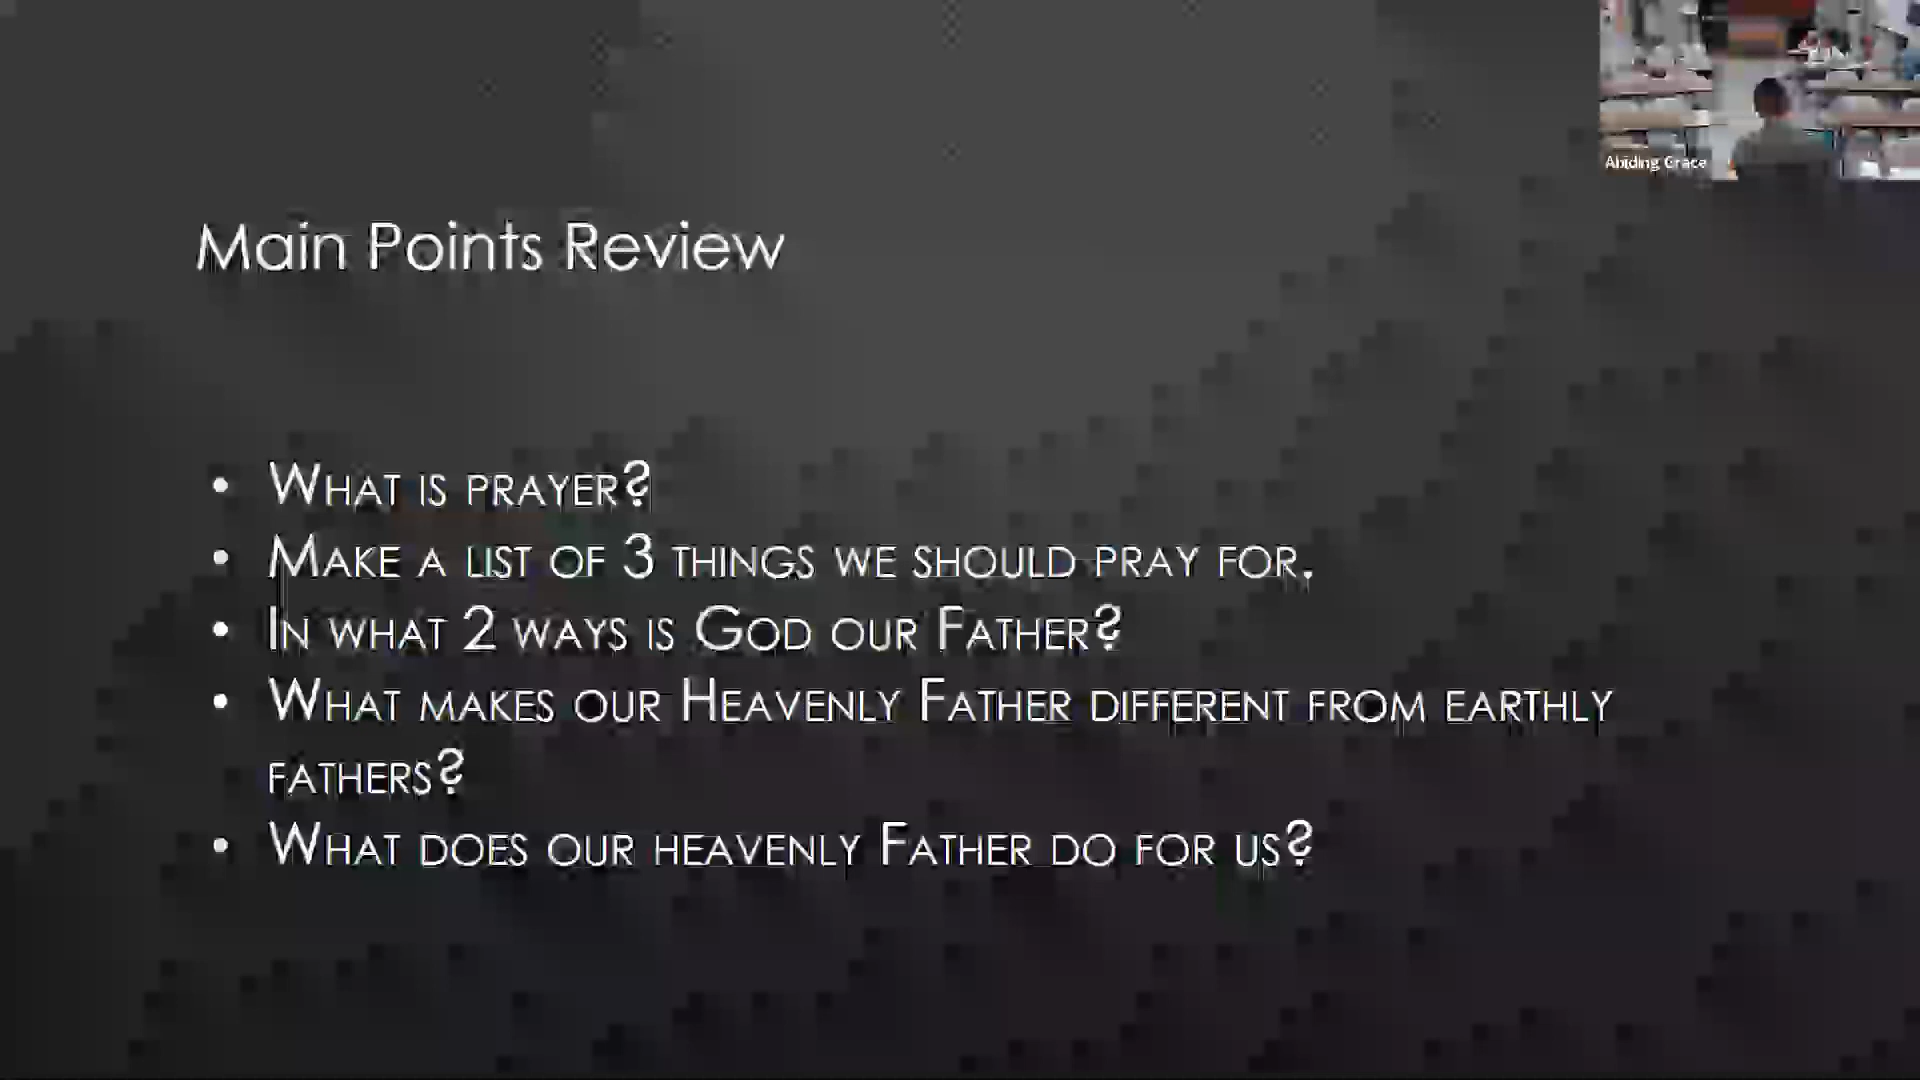 Abiding Grace
Main Points Review
• What is prayer?
• Make a list of 3 things we should pray for.
• In what 2 ways is God our Father?
• What makes our Heavenly Father different from earthly
fathers?
• What does our heavenly Father do for us?